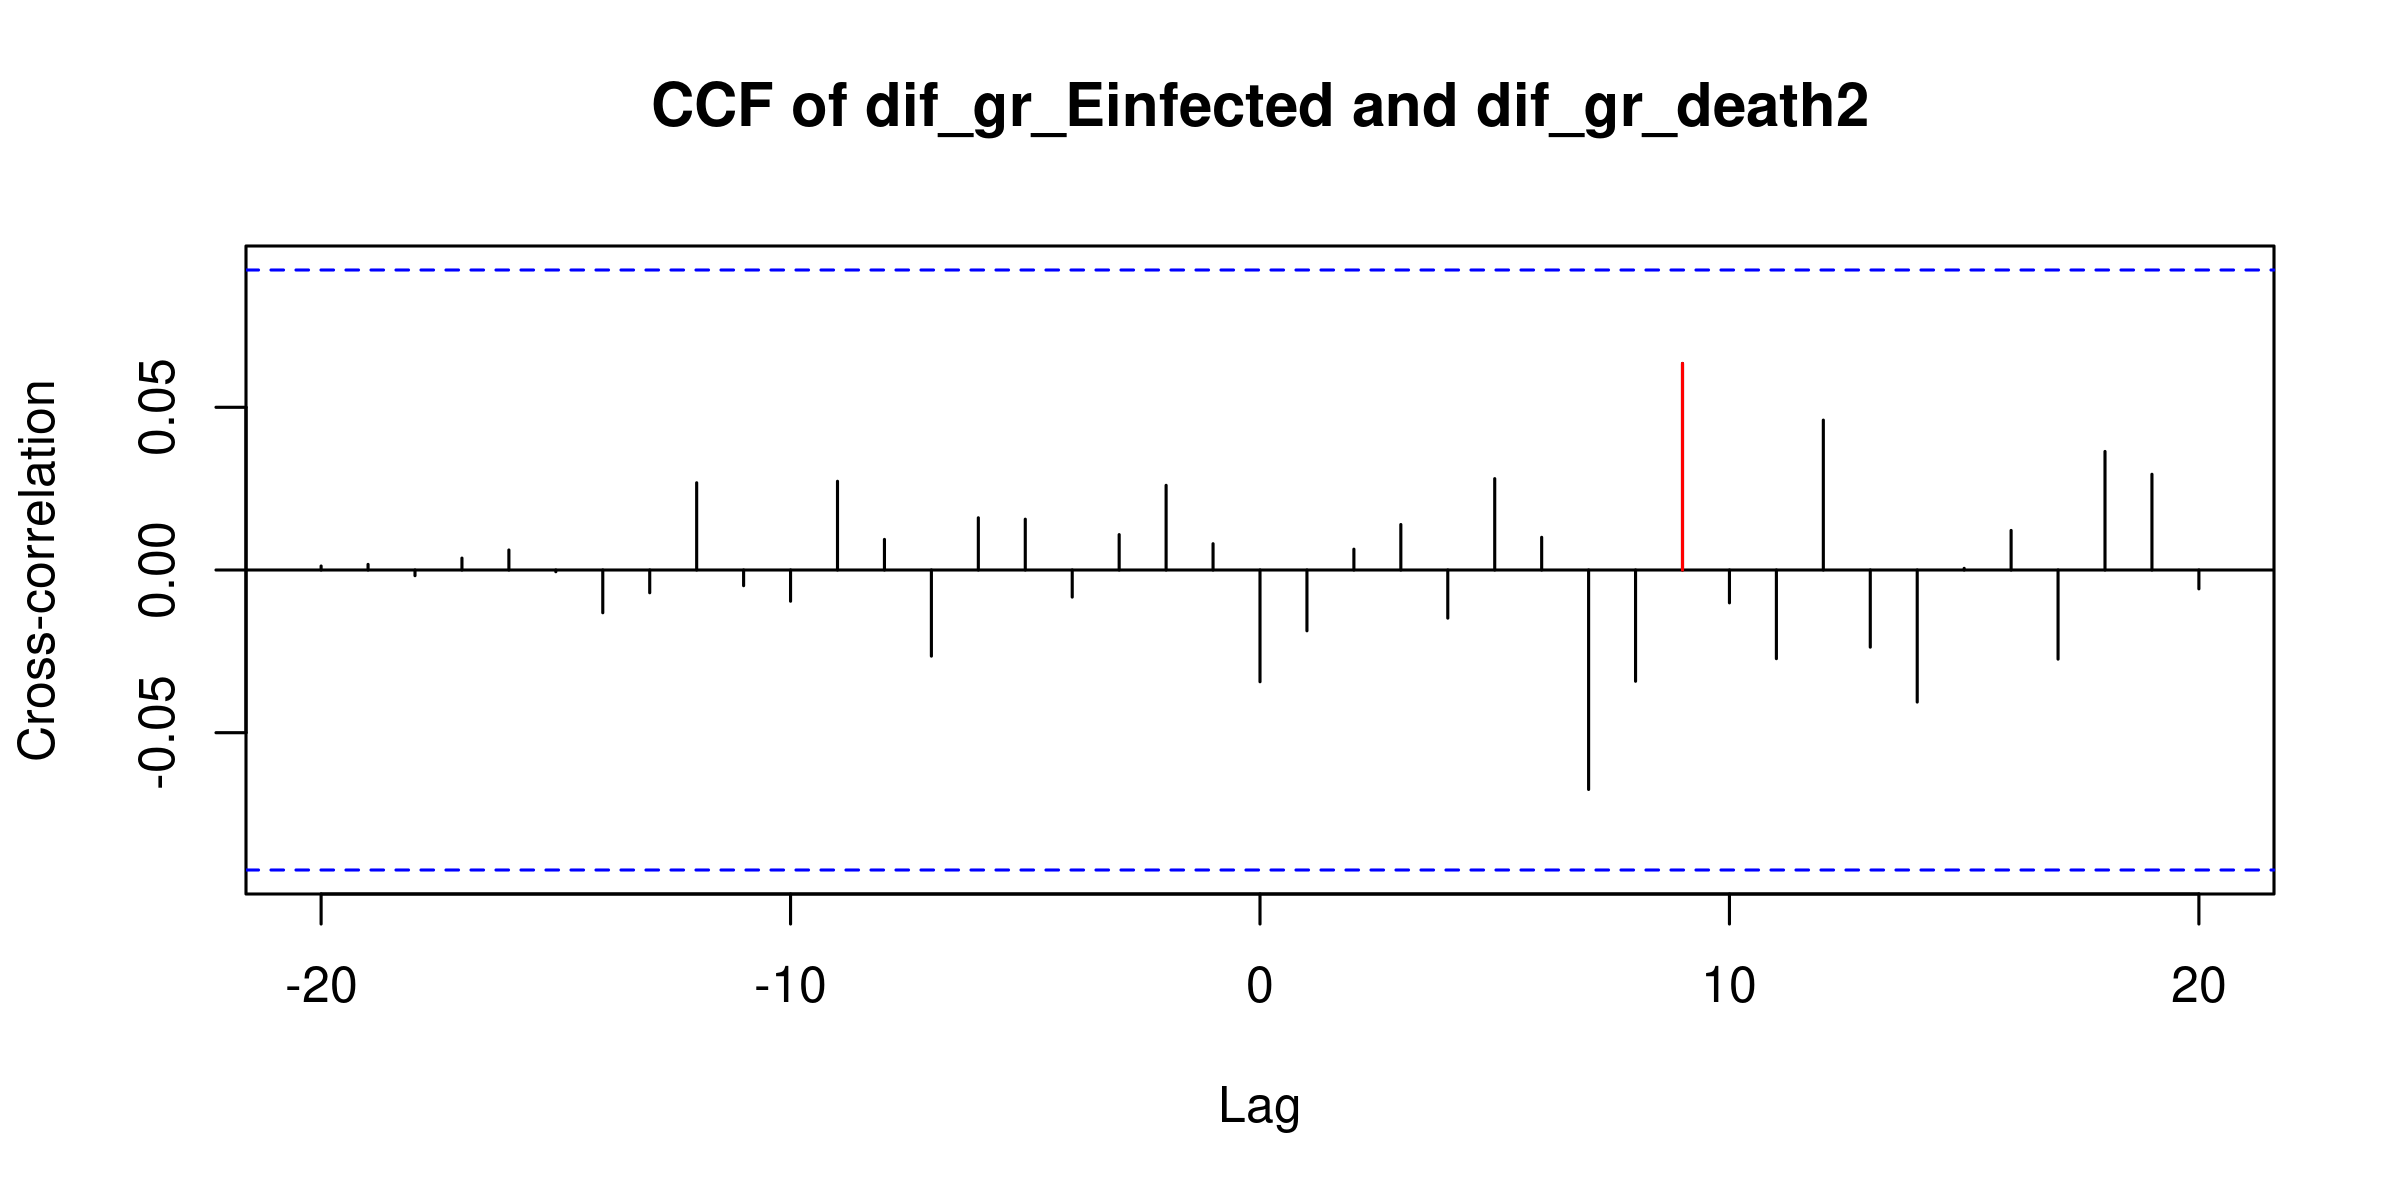 CCF of dif_gr_Einfected and dif_gr_death2
Cross-correlation
0.05
0.00
-0.05
-20
-10
0
10
20
Lag